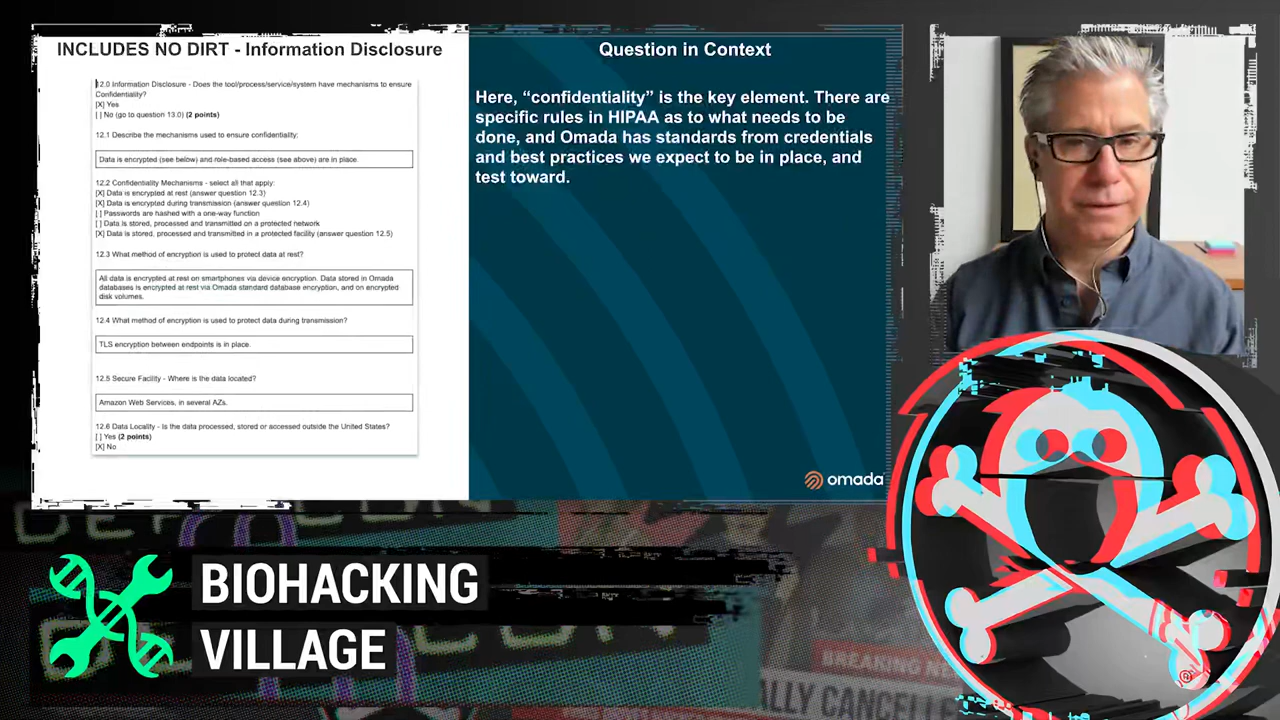 INCLUDES NO DIRT - Information Disclosure
12.0 Information Disclosure - Does the tool/process/service/system have mechanisms to ensure
Confidentiality?
[X] Yes
[ ] No (go to question 13.0) (2 points)
12.1 Describe the mechanisms used to ensure confidentiality:
Data is encrypted (see below) and role-based access (see above) are in place.
12.2 Confidentiality Mechanisms - select all that apply:
[X] Data is encrypted at rest (answer question 12.3)
[X] Data is encrypted during transmission (answer question 12.4)
[ ] Passwords are hashed with a one-way function
[ ] Data is stored, processed and transmitted on a protected network
[X] Data is stored, processed and transmitted in a protected facility (answer question 12.5)
12.3 What method of encryption is used to protect data at rest?
All data is encrypted at rest on smartphones via device encryption. Data stored in Omada
databases is encrypted at rest via Omada standard database encryption, and on encrypted
disk volumes.
12.4 What method of encryption is used to protect data during transmission?
TLS encryption between endpoints is in place.
12.5 Secure Facility - Where is the data located?
Amazon Web Services, in several AZs.
12.6 Data Locality - Is the data processed, stored or accessed outside the United States?
[ ] Yes (2 points)
[X] No
Question in Context
Here, “confidentiality” is the key element. There are
specific rules in HIPAA as to what needs to be
done, and Omada has standards from credentials
and best practices we expect to be in place and
test toward.
omada
BIOHACKING
VILLAGE
BREAKING
ALLY CANCELLE